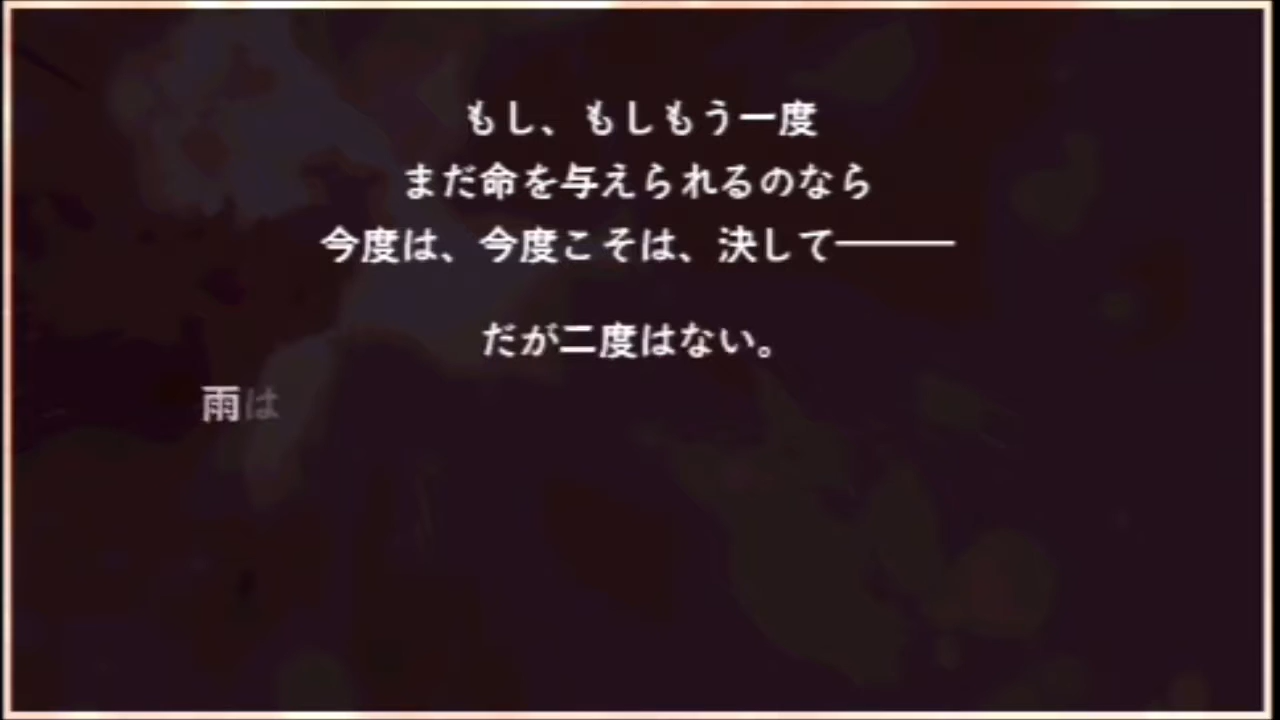 もし、もしもう一度
まだ命を与えられるのなら
今度は、今度こそは、決して―――
だが二度はない。
雨は